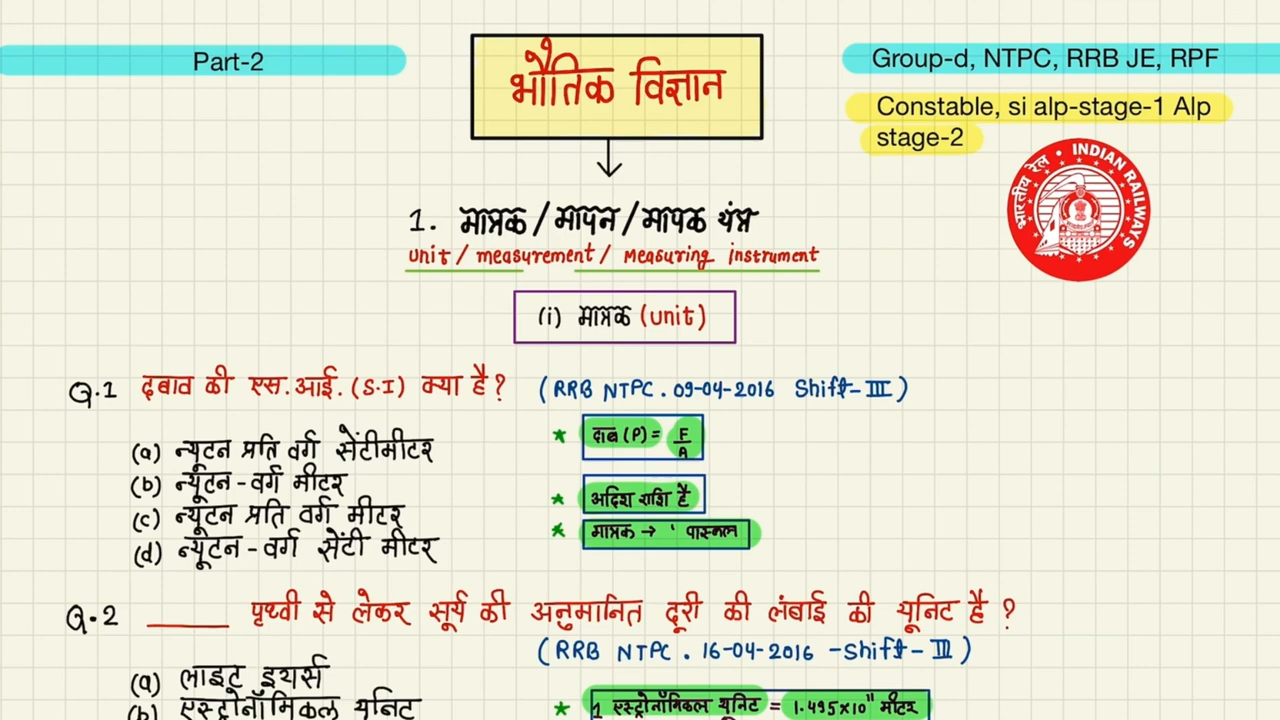 Part-2
भौतिक विज्ञान
Group-d, NTPC, RRB JE, RPF
Constable, si alp-stage-1 Alp
stage-2
भारतीय रेल • INDIAN RAILWAYS
1. मात्रक / मापन / मापक यंत्र
unit / measurement / Measuring instrument
(i) मात्रक (unit)
Q.1 दबाव की एस.आई. (S.I) क्या है? (RRB NTPC. 09-04-2016 Shift-III)
(a) न्यूटन प्रति वर्ग सेंटीमीटर
(b) न्यूटन-वर्ग मीटर
(c) न्यूटन प्रति वर्ग मीटर
(d) न्यूटन-वर्ग सेंटी मीटर
* दाब (P) = F/A
* अदिश राशि है
* मात्रक → ' पास्कल
Q.2 ______ पृथ्वी से लेकर सूर्य की अनुमानित दूरी की लंबाई की यूनिट है ?
(RRB NTPC. 16-04-2016 -Shift-III)
(a) लाइट इयर्स
(b) एस्ट्रोनॉमिकल यूनिट
* 1 एस्ट्रोनॉमिकल यूनिट = 1.495x10" मीटर